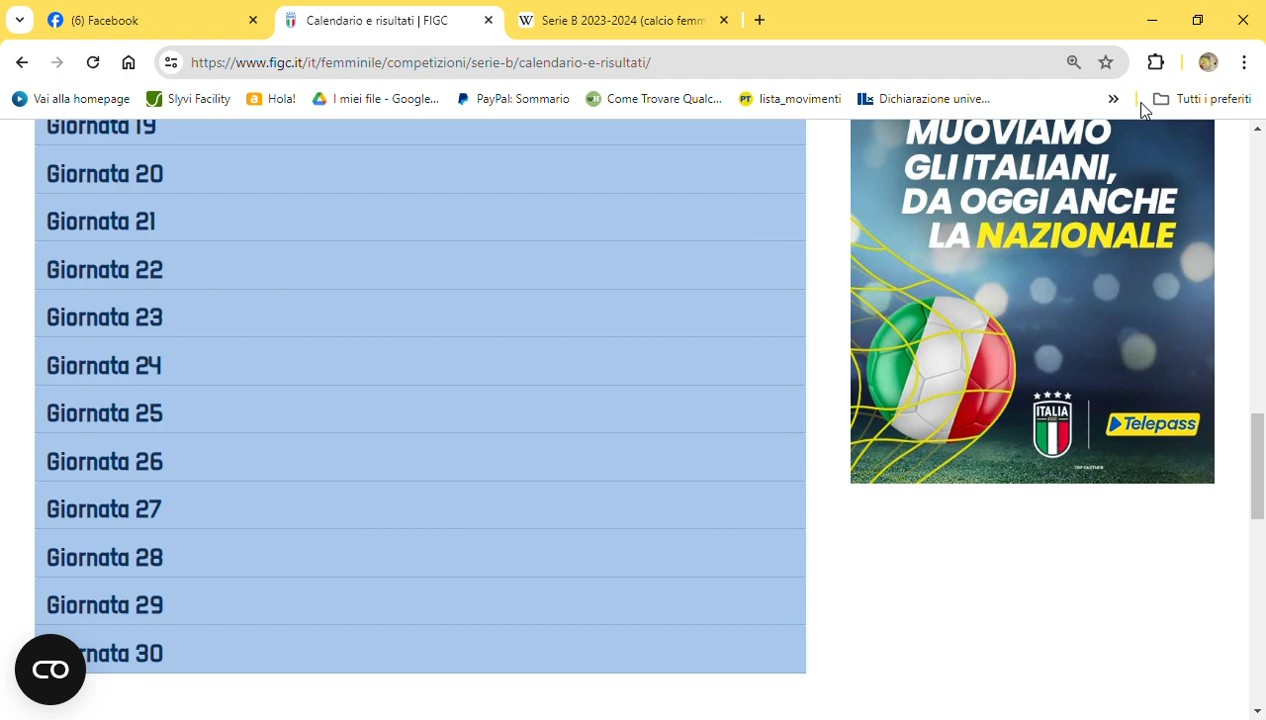 (6) Facebook
Calendario e risultati | FIGC
Serie B 2023-2024 (calcio femm
https://www.figc.it/it/femminile/competizioni/serie-b/calendario-e-risultati/
Vai alla homepage
Slyvi Facility
Hola!
I miei file - Google...
PayPal: Sommario
Come Trovare Qualc...
lista_movimenti
Dichiarazione unive...
»
Tutti i preferiti
Giornata 19
Giornata 20
Giornata 21
Giornata 22
Giornata 23
Giornata 24
Giornata 25
Giornata 26
Giornata 27
Giornata 28
Giornata 29
rnata 30
MUOVIAMO
GLI ITALIANI,
DA OGGI ANCHE
LA NAZIONALE
ITALIA
FIGC
Telepass
TOP PARTNER